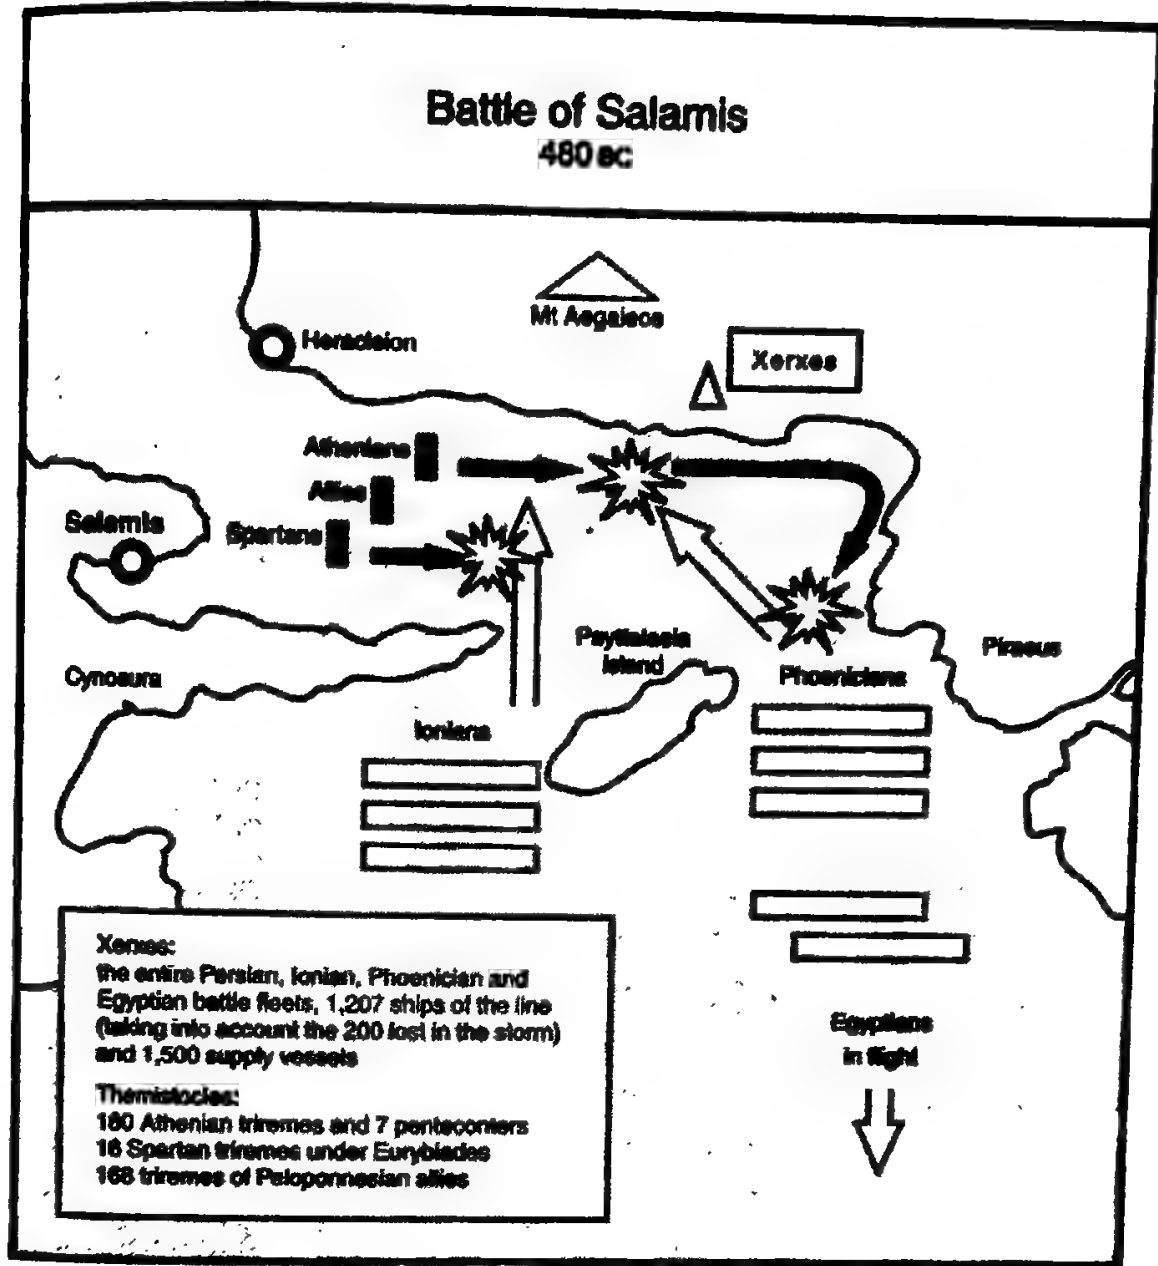 Battle of Salamis
480 BC
Mt Aegaleos
Heracleion
Xerxes
Athenians
Allies
Salamis
Spartans
Psyttaleia
Island
Piraeus
Cynosura
Phoenicians
Ionians
Xerxes:
the entire Persian, Ionian, Phoenician and
Egyptian battle fleets, 1,207 ships of the line
(taking into account the 200 lost in the storm)
and 1,500 supply vessels
Egyptians
in flight
Themistocles:
180 Athenian triremes and 7 penteconters
16 Spartan triremes under Eurybiades
168 triremes of Peloponnesian allies